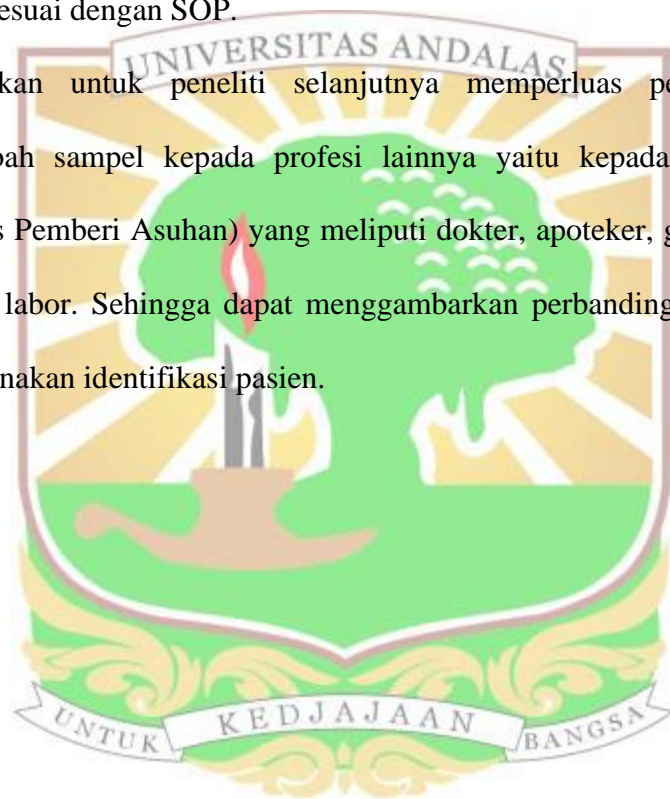 esuai dengan SOP.
UNIVERSITAS ANDALAS
kan untuk peneliti selanjutnya memperluas pe
bah sampel kepada profesi lainnya yaitu kepada
s Pemberi Asuhan) yang meliputi dokter, apoteker, g
labor. Sehingga dapat menggambarkan perbanding
nakan identifikasi pasien.
UNTUK KEDJAJAAN BANGSA